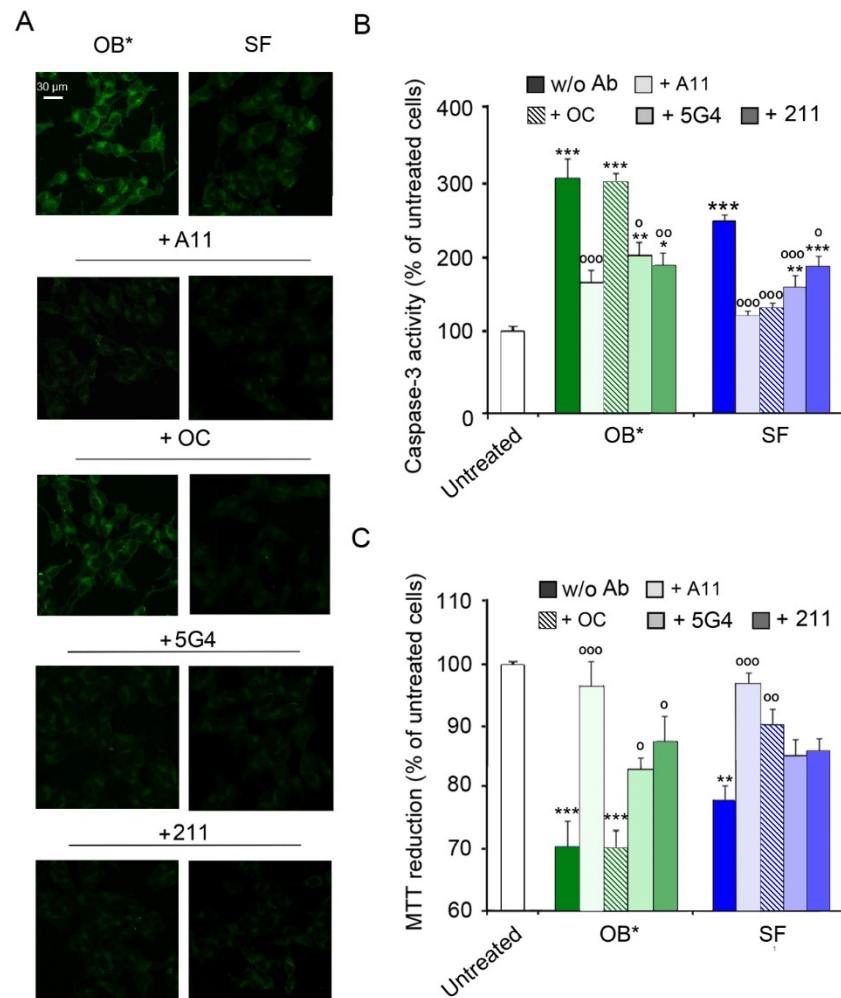 A
OB* SF
30 µm
+ A11
+ OC
+ 5G4
+ 211
B
w/o Ab + A11
+ OC + 5G4 + 211
Caspase-3 activity (% of untreated cells)
400
300
200
100
0
*** ooo *** o ** oo *
*** ooo ooo ooo ** o ***
Untreated OB* SF
C
w/o Ab + A11
+ OC + 5G4 + 211
MTT reduction (% of untreated cells)
110
100
90
80
70
60
*** ooo *** o o
** ooo oo
Untreated OB* SF